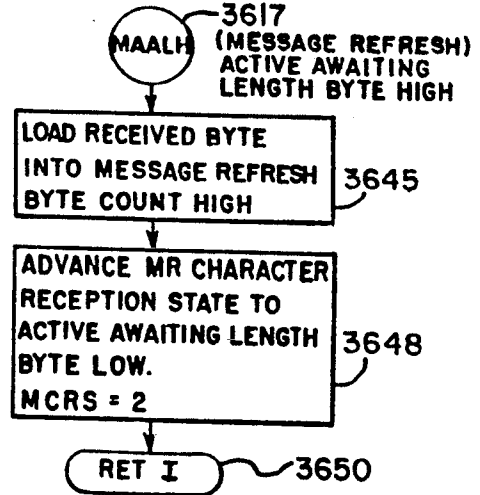 3617
MAALH
(MESSAGE REFRESH)
ACTIVE AWAITING
LENGTH BYTE HIGH
LOAD RECEIVED BYTE
INTO MESSAGE REFRESH
BYTE COUNT HIGH
3645
ADVANCE MR CHARACTER
RECEPTION STATE TO
ACTIVE AWAITING LENGTH
BYTE LOW.
MCRS = 2
3648
RET I
3650